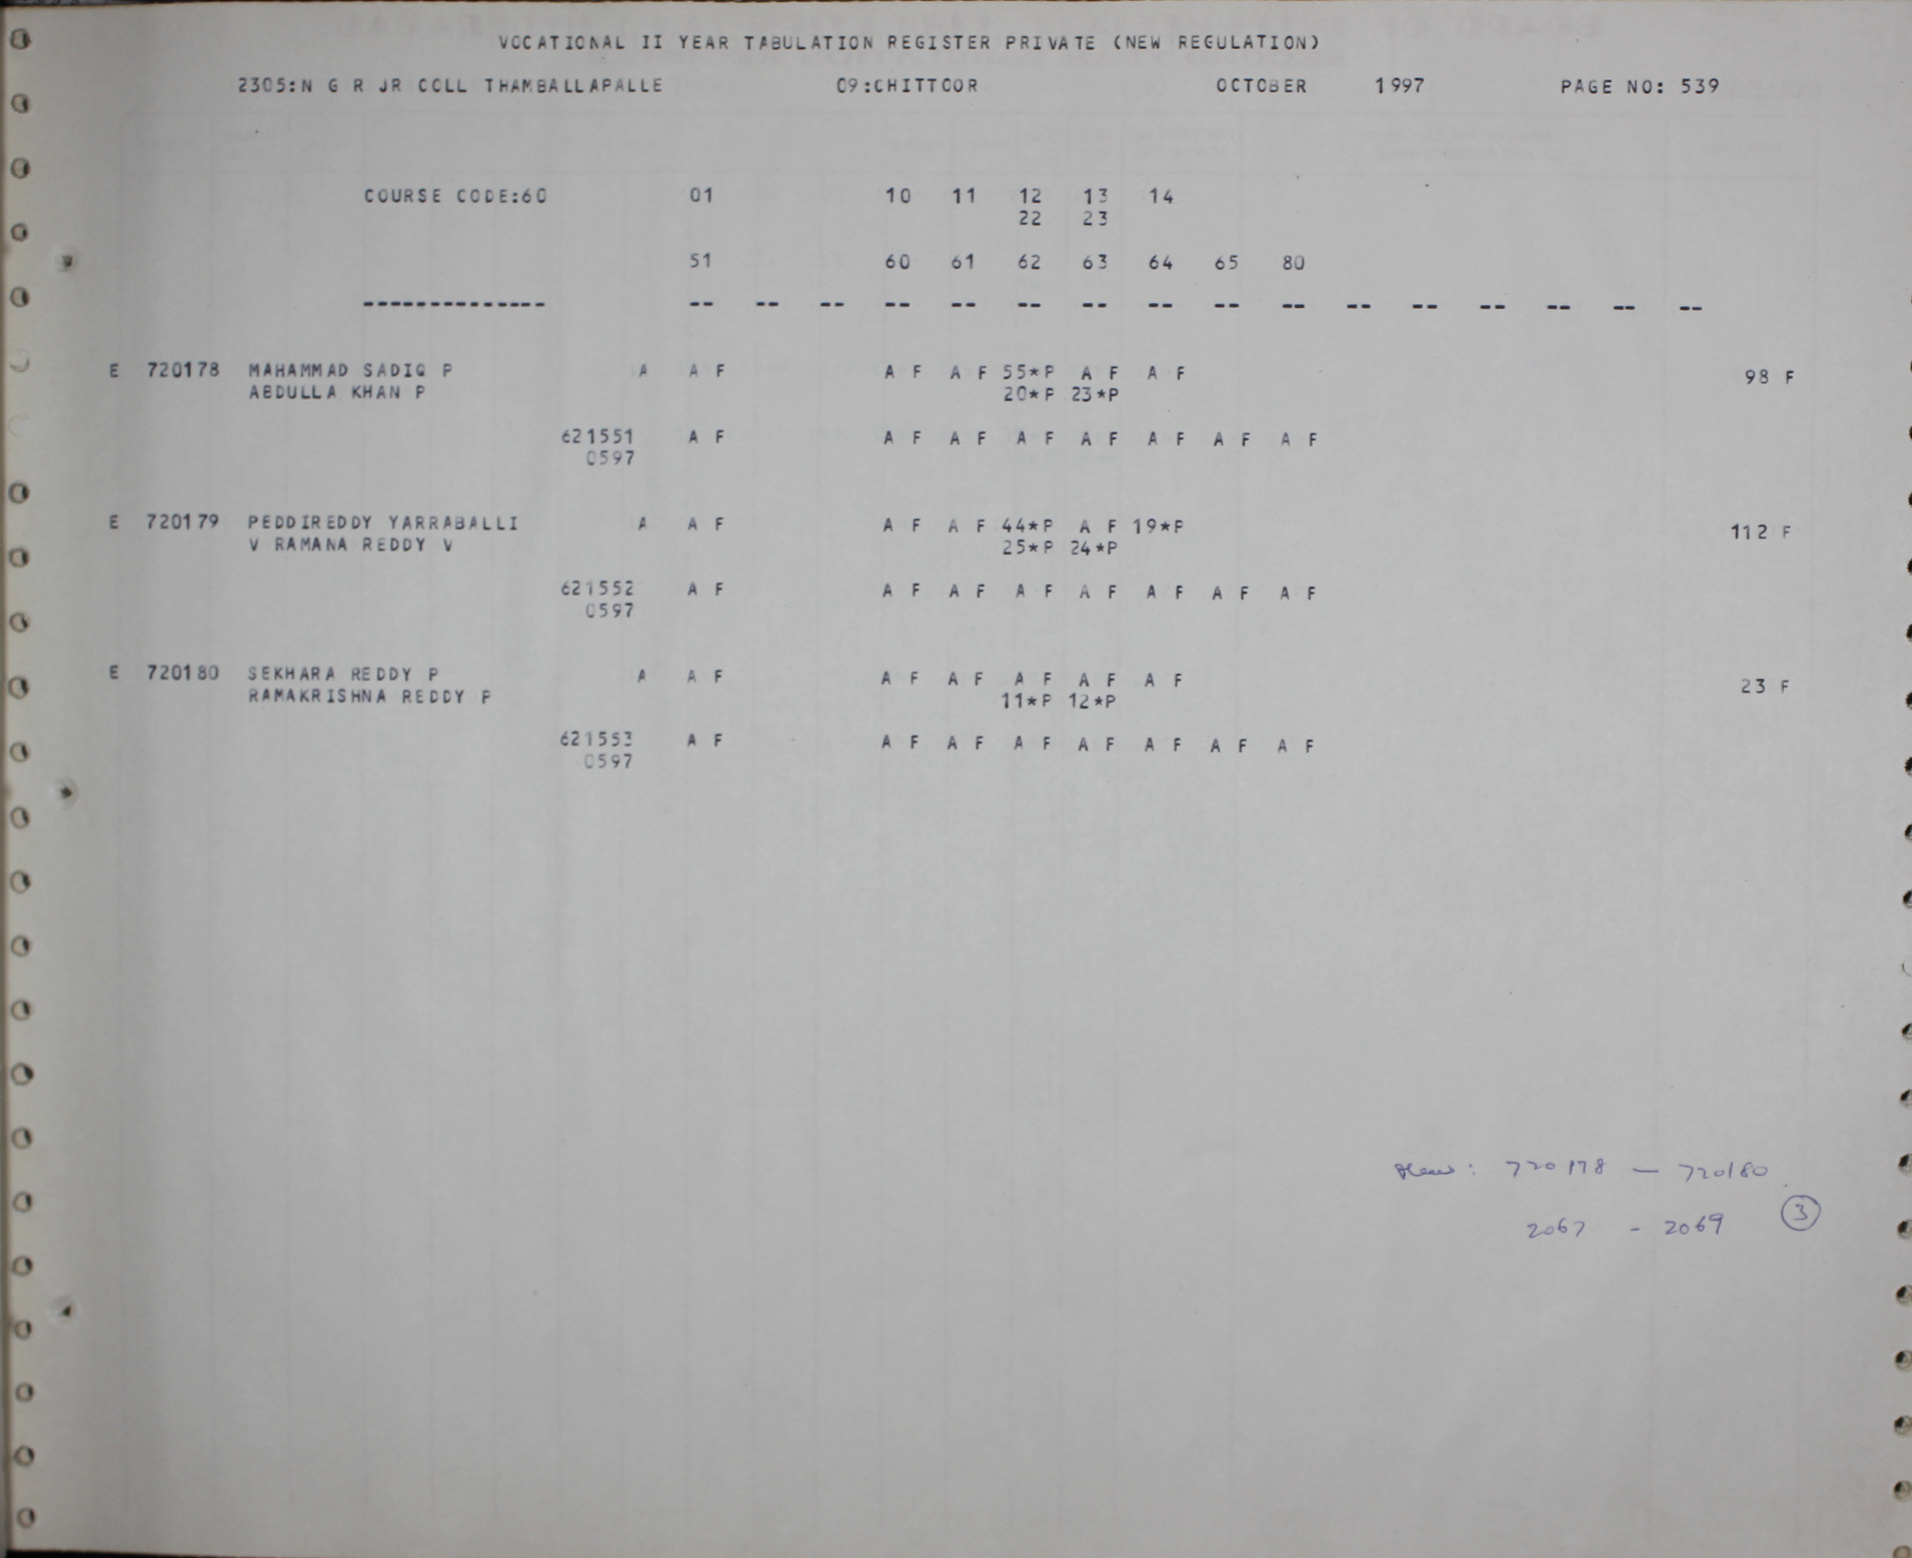 VOCATIONAL II YEAR TABULATION REGISTER PRIVATE (NEW REGULATION)
2305:N G R JR COLL THAMBALLAPALLE 09:CHITTOOR OCTOBER 1997 PAGE NO: 539
COURSE CODE:60 01 10 11 12 13 14
22 23
51 60 61 62 63 64 65 80
-------------- -- -- -- -- -- -- -- -- -- -- -- -- -- -- -- --
E 720178 MAHAMMAD SADIQ P A A F A F A F 55*P A F A F 98 F
ABDULLA KHAN P 20*P 23*P
621551 A F A F A F A F A F A F A F A F
0597
E 720179 PEDDIREDDY YARRABALLI A A F A F A F 44*P A F 19*P 112 F
V RAMANA REDDY V 25*P 24*P
621552 A F A F A F A F A F A F A F A F
0597
E 720180 SEKHARA REDDY P A A F A F A F A F A F A F 23 F
RAMAKRISHNA REDDY P 11*P 12*P
621553 A F A F A F A F A F A F A F A F
0597
: 720178 — 720180
2067 - 2069 3